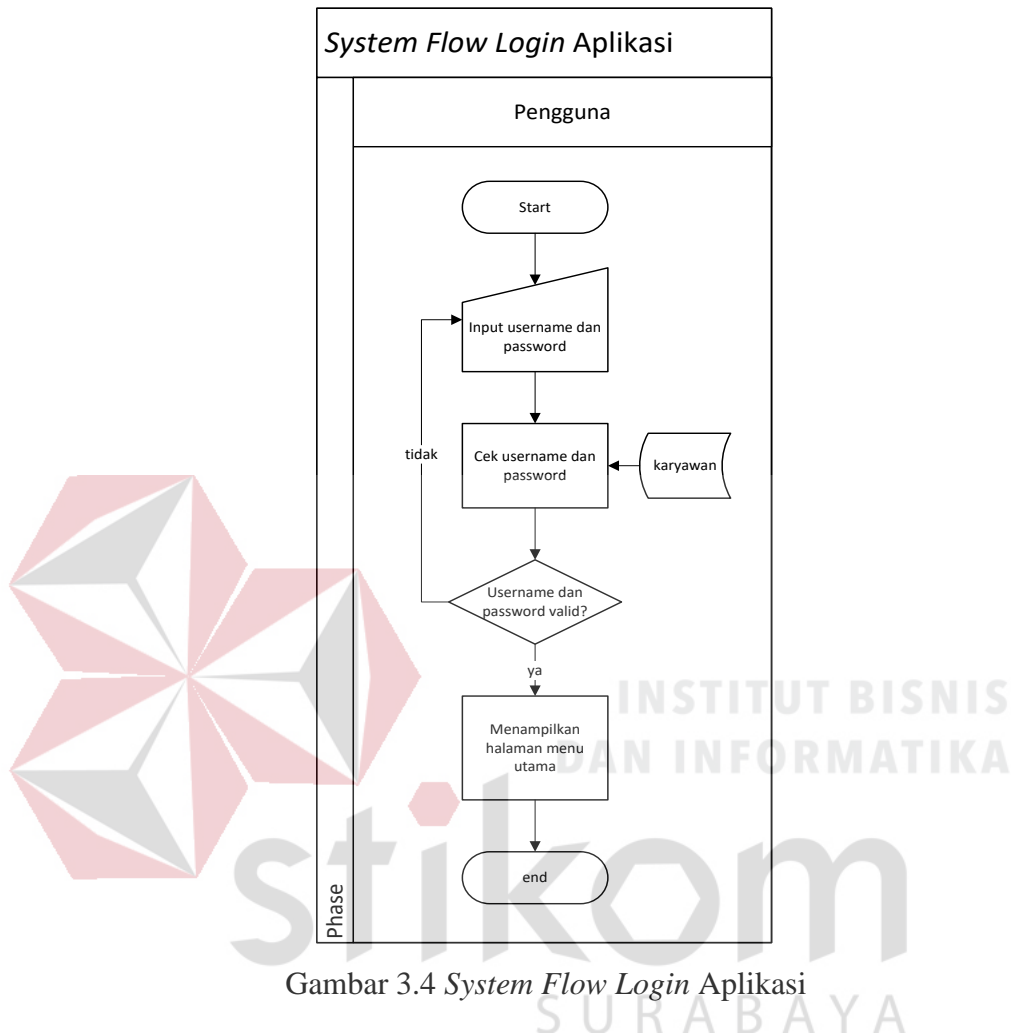 System Flow Login Aplikasi
Pengguna
Phase
Start
Input username dan
password
tidak
Cek username dan
password
karyawan
Username dan
password valid?
ya
Menampilkan
halaman menu
utama
end
INSTITUT BISNIS
DAN INFORMATIKA
stikom
SURABAYA
Gambar 3.4 System Flow Login Aplikasi